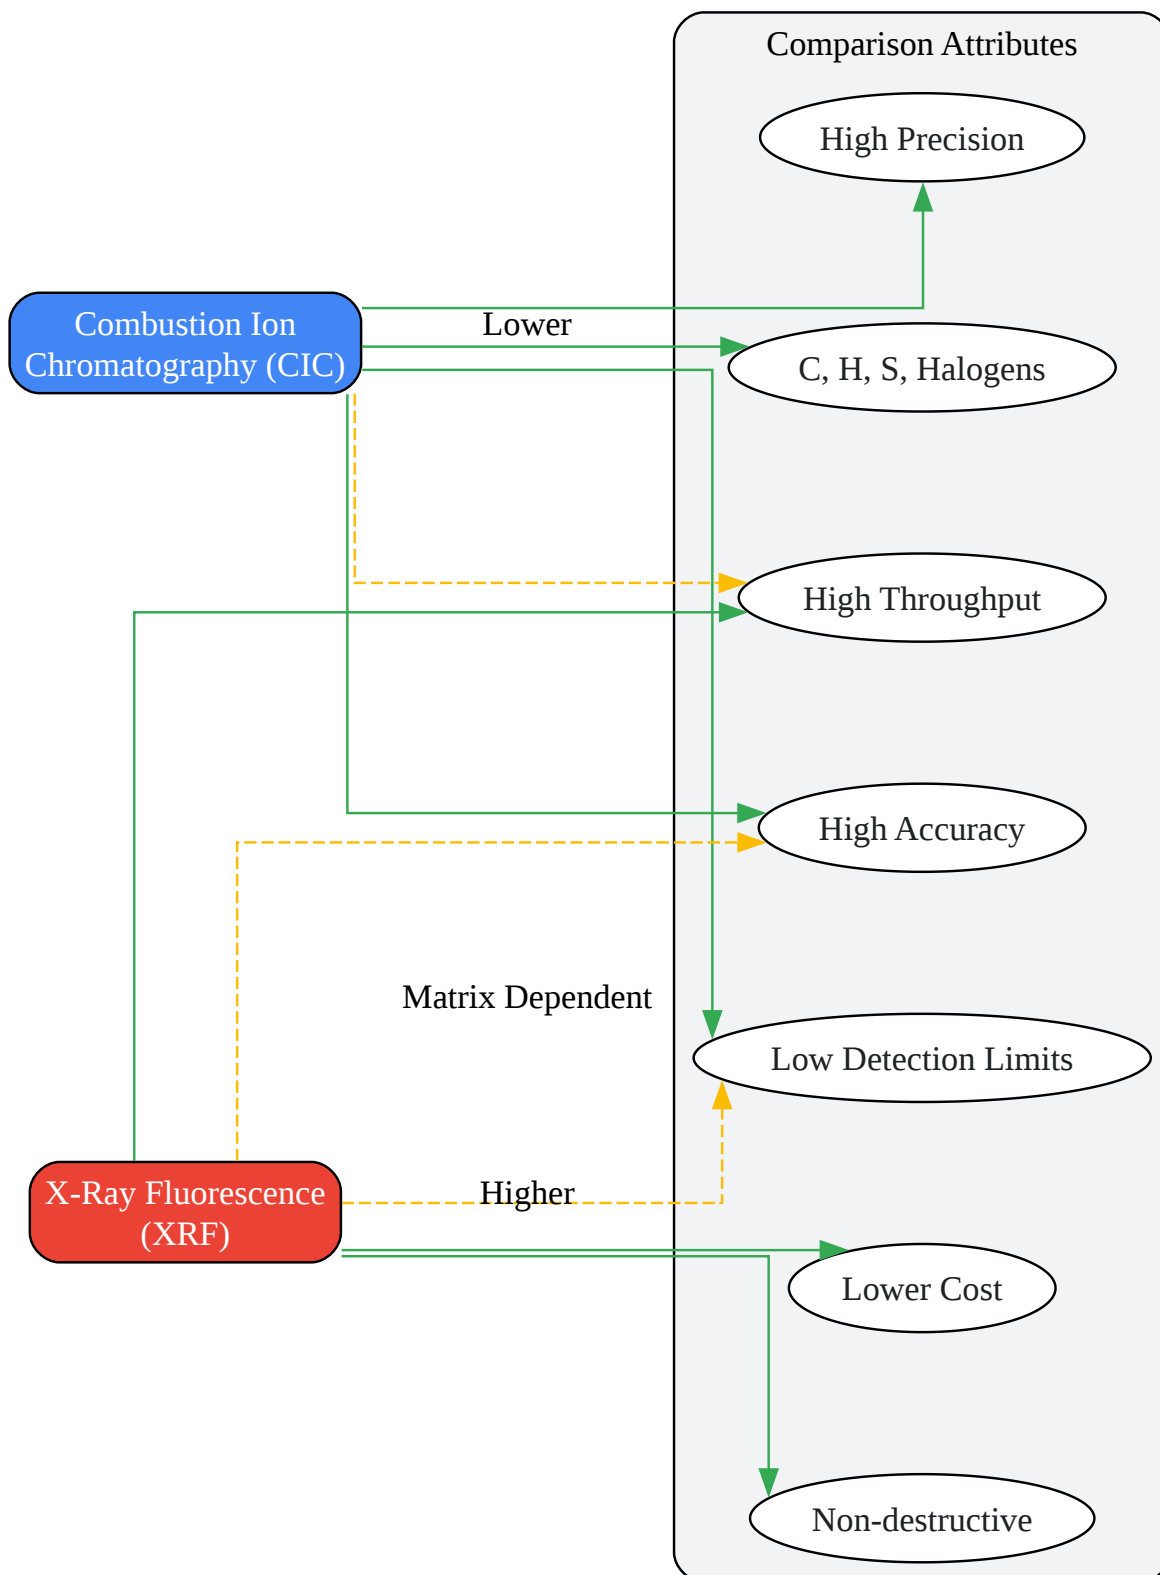 Comparison Attributes
High Precision
Combustion Ion
Chromatography (CIC)
Lower
C, H, S, Halogens
High Throughput
High Accuracy
Matrix Dependent
Low Detection Limits
X-Ray Fluorescence
(XRF)
Higher
Lower Cost
Non-destructive